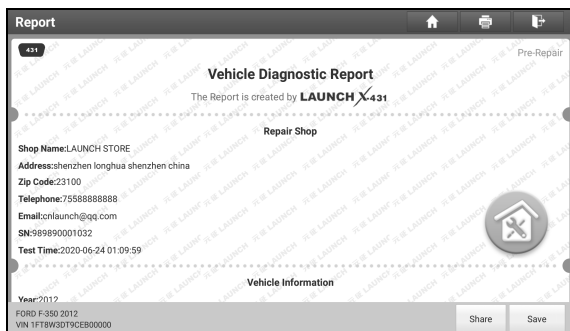 Report
431
Pre-Repair
Vehicle Diagnostic Report
The Report is created by LAUNCH X-431
Repair Shop
Shop Name:LAUNCH STORE
Address:shenzhen longhua shenzhen china
Zip Code:23100
Telephone:75588888888
Email:cnlaunch@qq.com
SN:989890001032
Test Time:2020-06-24 01:09:59
Vehicle Information
Year:2012
FORD F-350 2012
VIN 1FT8W3DT9CEB00000
Share
Save